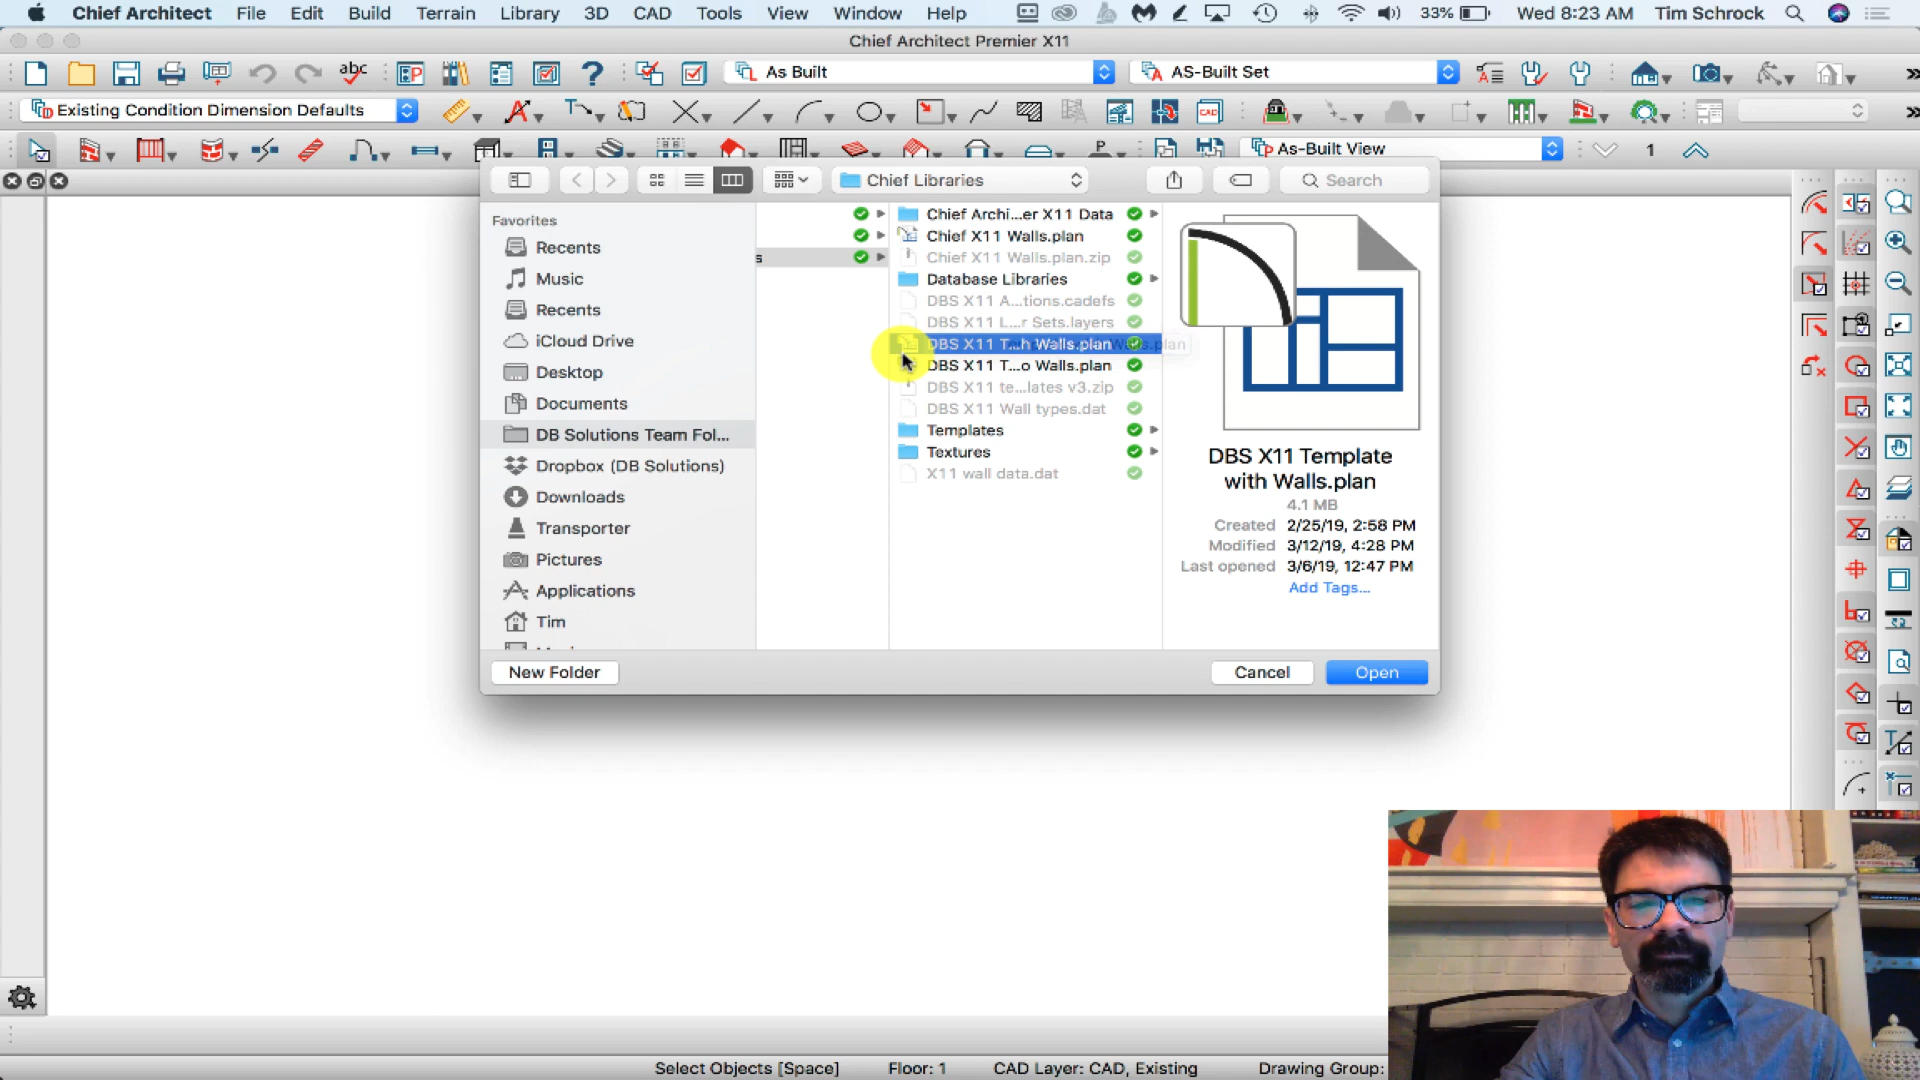 Chief Architect File Edit Build Terrain Library 3D CAD Tools View Window Help 33% Wed 8:23 AM Tim Schrock
Chief Architect Premier X11
abc As Built AS-Built Set
Existing Condition Dimension Defaults
As-Built View 1
Chief Libraries Search
Favorites
Recents
Music
Recents
iCloud Drive
Desktop
Documents
DB Solutions Team Fol...
Dropbox (DB Solutions)
Downloads
Transporter
Pictures
Applications
Tim
s
Chief Archi...er X11 Data
Chief X11 Walls.plan
Chief X11 Walls.plan.zip
Database Libraries
DBS X11 A...tions.cadefs
DBS X11 L...r Sets.layers
DBS X11 T...h Walls.plan
DBS X11 T...o Walls.plan
DBS X11 te...lates v3.zip
DBS X11 Wall types.dat
Templates
Textures
X11 wall data.dat
DBS X11 Template
with Walls.plan
4.1 MB
Created 2/25/19, 2:58 PM
Modified 3/12/19, 4:28 PM
Last opened 3/6/19, 12:47 PM
Add Tags...
New Folder Cancel Open
Select Objects [Space] Floor: 1 CAD Layer: CAD, Existing Drawing Group: